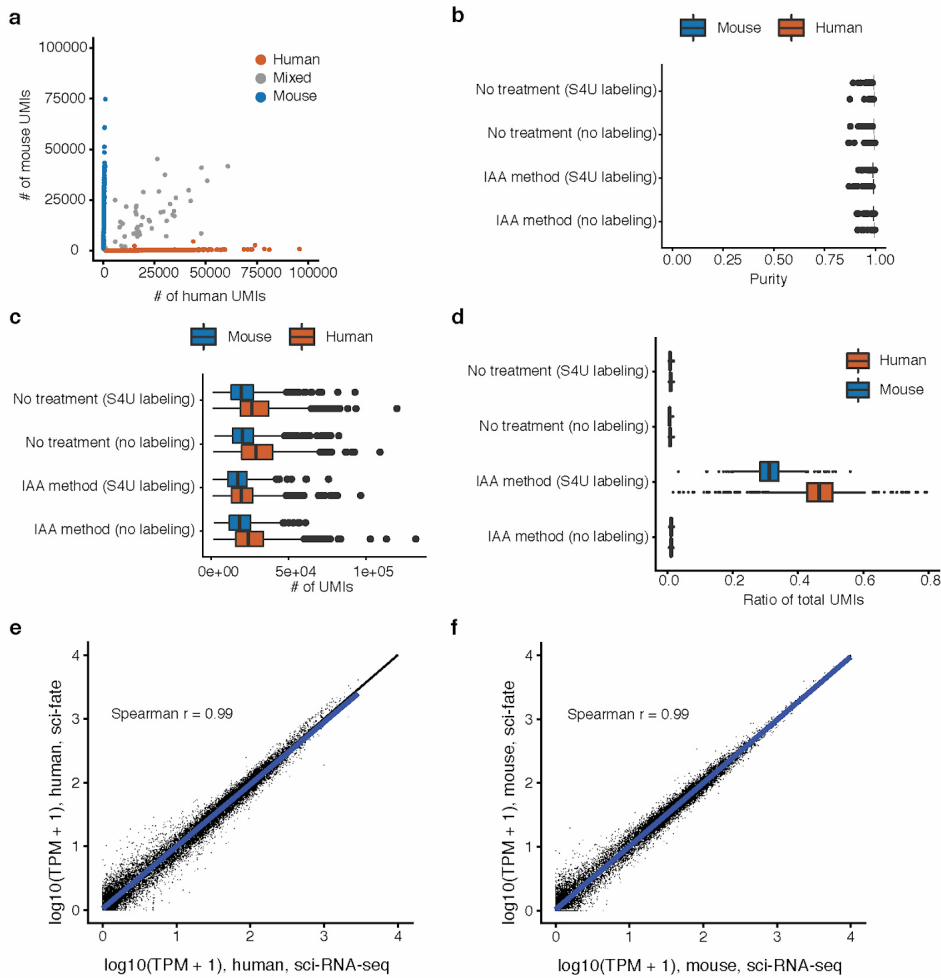 a
100000
75000
50000
25000
0
# of mouse UMIs
Human
Mixed
Mouse
0 25000 50000 75000 100000
# of human UMIs
b
Mouse Human
No treatment (S4U labeling)
No treatment (no labeling)
IAA method (S4U labeling)
IAA method (no labeling)
0.00 0.25 0.50 0.75 1.00
Purity
c
Mouse Human
No treatment (S4U labeling)
No treatment (no labeling)
IAA method (S4U labeling)
IAA method (no labeling)
0e+00 5e+04 1e+05
# of UMIs
d
Human
Mouse
No treatment (S4U labeling)
No treatment (no labeling)
IAA method (S4U labeling)
IAA method (no labeling)
0.0 0.2 0.4 0.6 0.8
Ratio of total UMIs
e
4
3
2
1
0
log10(TPM + 1), human, sci-fate
Spearman r = 0.99
0 1 2 3 4
log10(TPM + 1), human, sci-RNA-seq
f
4
3
2
1
0
log10(TPM + 1), mouse, sci-fate
Spearman r = 0.99
0 1 2 3 4
log10(TPM + 1), mouse, sci-RNA-seq